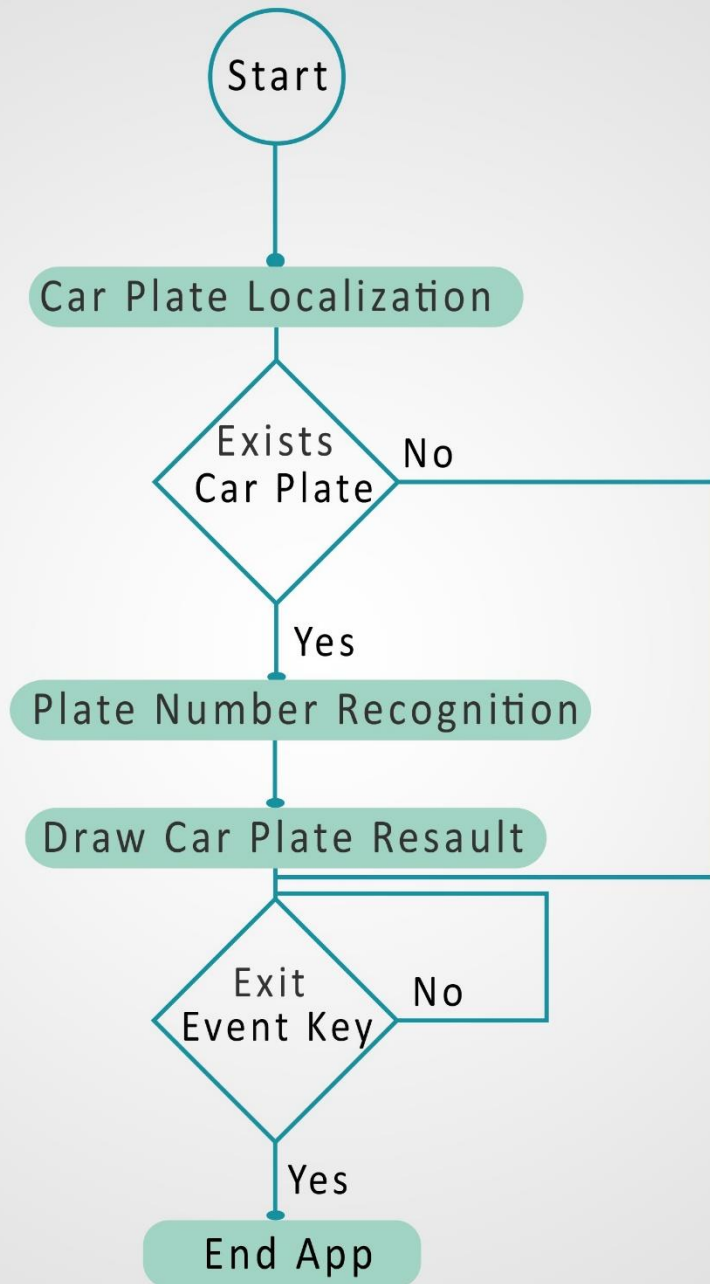 Start
Car Plate Localization
Exists
Car Plate
No
Yes
Plate Number Recognition
Draw Car Plate Resault
Exit
Event Key
No
Yes
End App